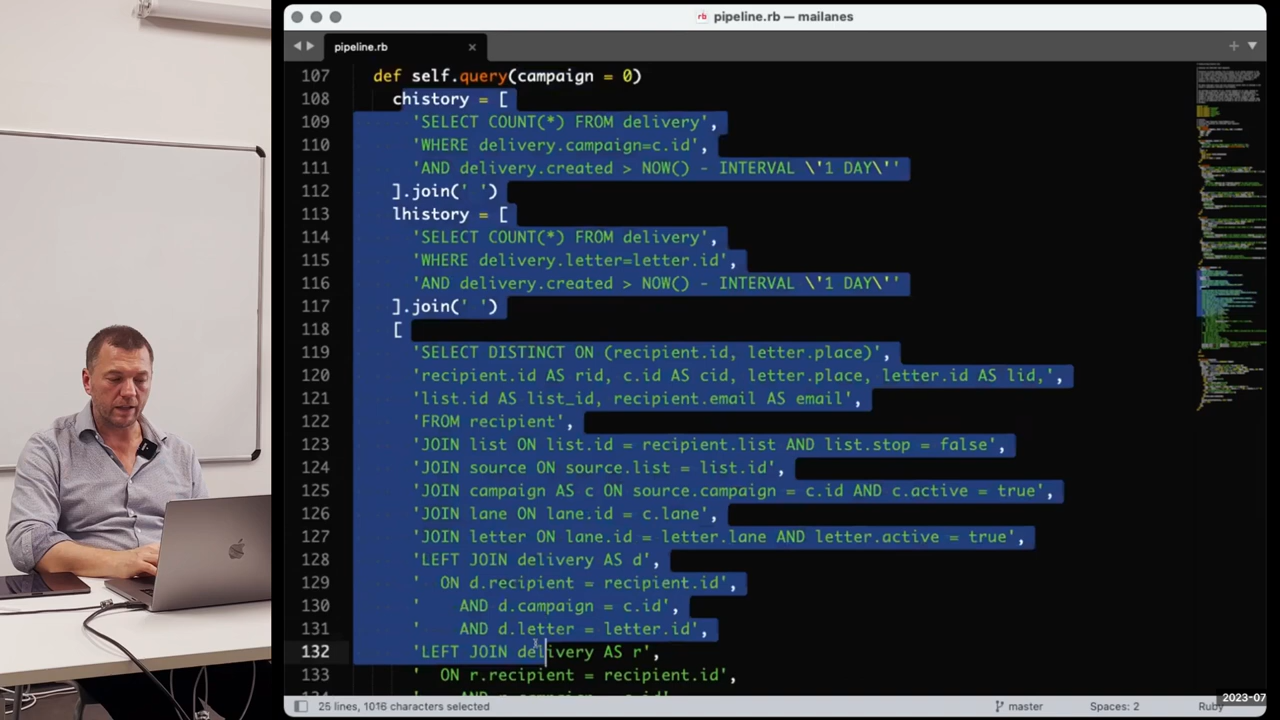 pipeline.rb — mailanes
pipeline.rb
107 def self.query(campaign = 0)
108 chistory = [
109 'SELECT COUNT(*) FROM delivery',
110 'WHERE delivery.campaign=c.id',
111 'AND delivery.created > NOW() - INTERVAL \'1 DAY\''
112 ].join(' ')
113 lhistory = [
114 'SELECT COUNT(*) FROM delivery',
115 'WHERE delivery.letter=letter.id',
116 'AND delivery.created > NOW() - INTERVAL \'1 DAY\''
117 ].join(' ')
118 [
119 'SELECT DISTINCT ON (recipient.id, letter.place)',
120 'recipient.id AS rid, c.id AS cid, letter.place, letter.id AS lid,',
121 'list.id AS list_id, recipient.email AS email',
122 'FROM recipient',
123 'JOIN list ON list.id = recipient.list AND list.stop = false',
124 'JOIN source ON source.list = list.id',
125 'JOIN campaign AS c ON source.campaign = c.id AND c.active = true',
126 'JOIN lane ON lane.id = c.lane',
127 'JOIN letter ON lane.id = letter.lane AND letter.active = true',
128 'LEFT JOIN delivery AS d',
129 '  ON d.recipient = recipient.id',
130 '    AND d.campaign = c.id',
131 '    AND d.letter = letter.id',
132 'LEFT JOIN delivery AS r',
133 '  ON r.recipient = recipient.id',
25 lines, 1016 characters selected
master
Spaces: 2
Ruby
2023-07